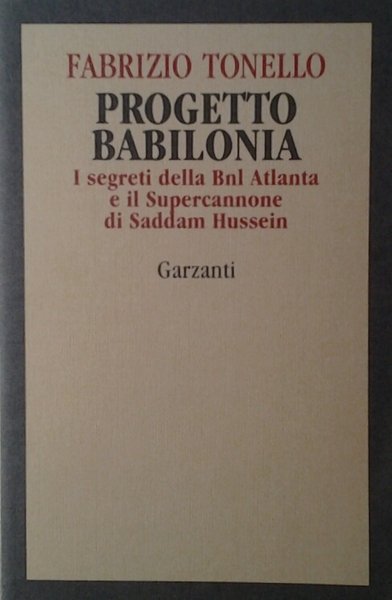 FABRIZIO TONELLO
PROGETTO
BABILONIA
I segreti della Bnl Atlanta
e il Supercannone
di Saddam Hussein
Garzanti